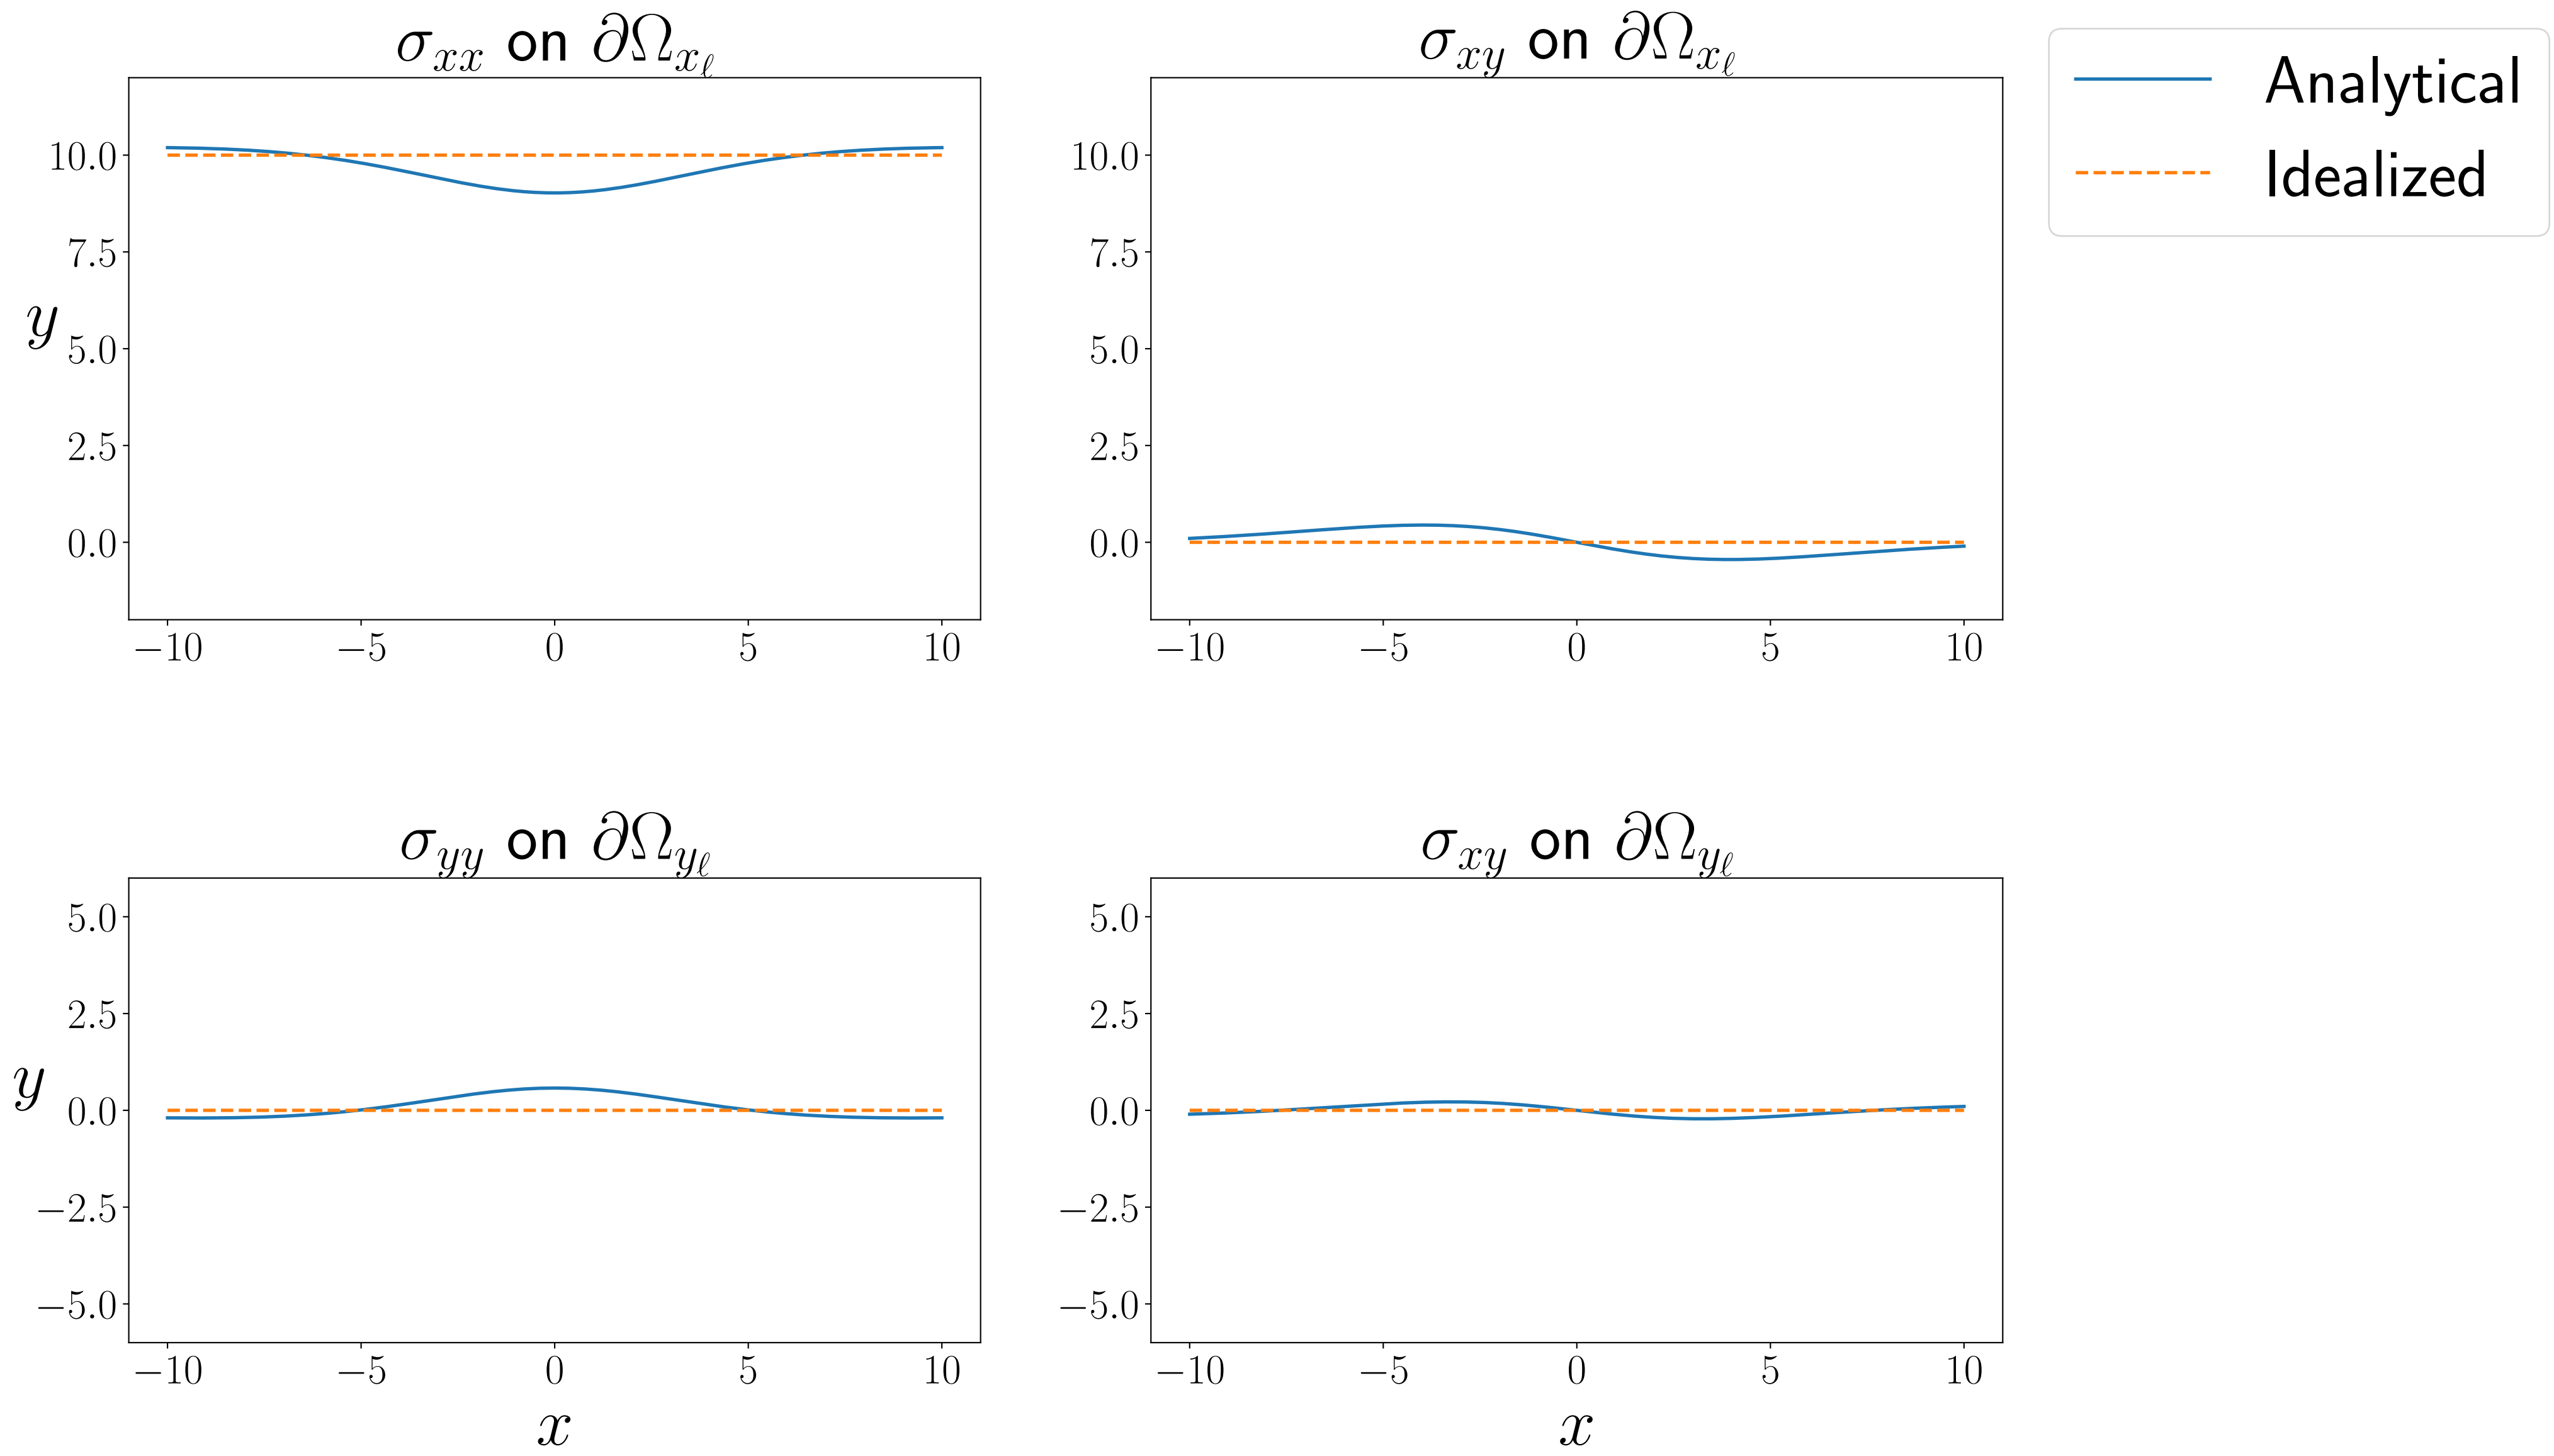 σxx on ∂Ωxℓ
σxy on ∂Ωxℓ
Analytical
Idealized
10.0
7.5
5.0
2.5
0.0
y
−10 −5 0 5 10
10.0
7.5
5.0
2.5
0.0
−10 −5 0 5 10
σyy on ∂Ωyℓ
σxy on ∂Ωyℓ
5.0
2.5
0.0
−2.5
−5.0
y
−10 −5 0 5 10
x
5.0
2.5
0.0
−2.5
−5.0
−10 −5 0 5 10
x